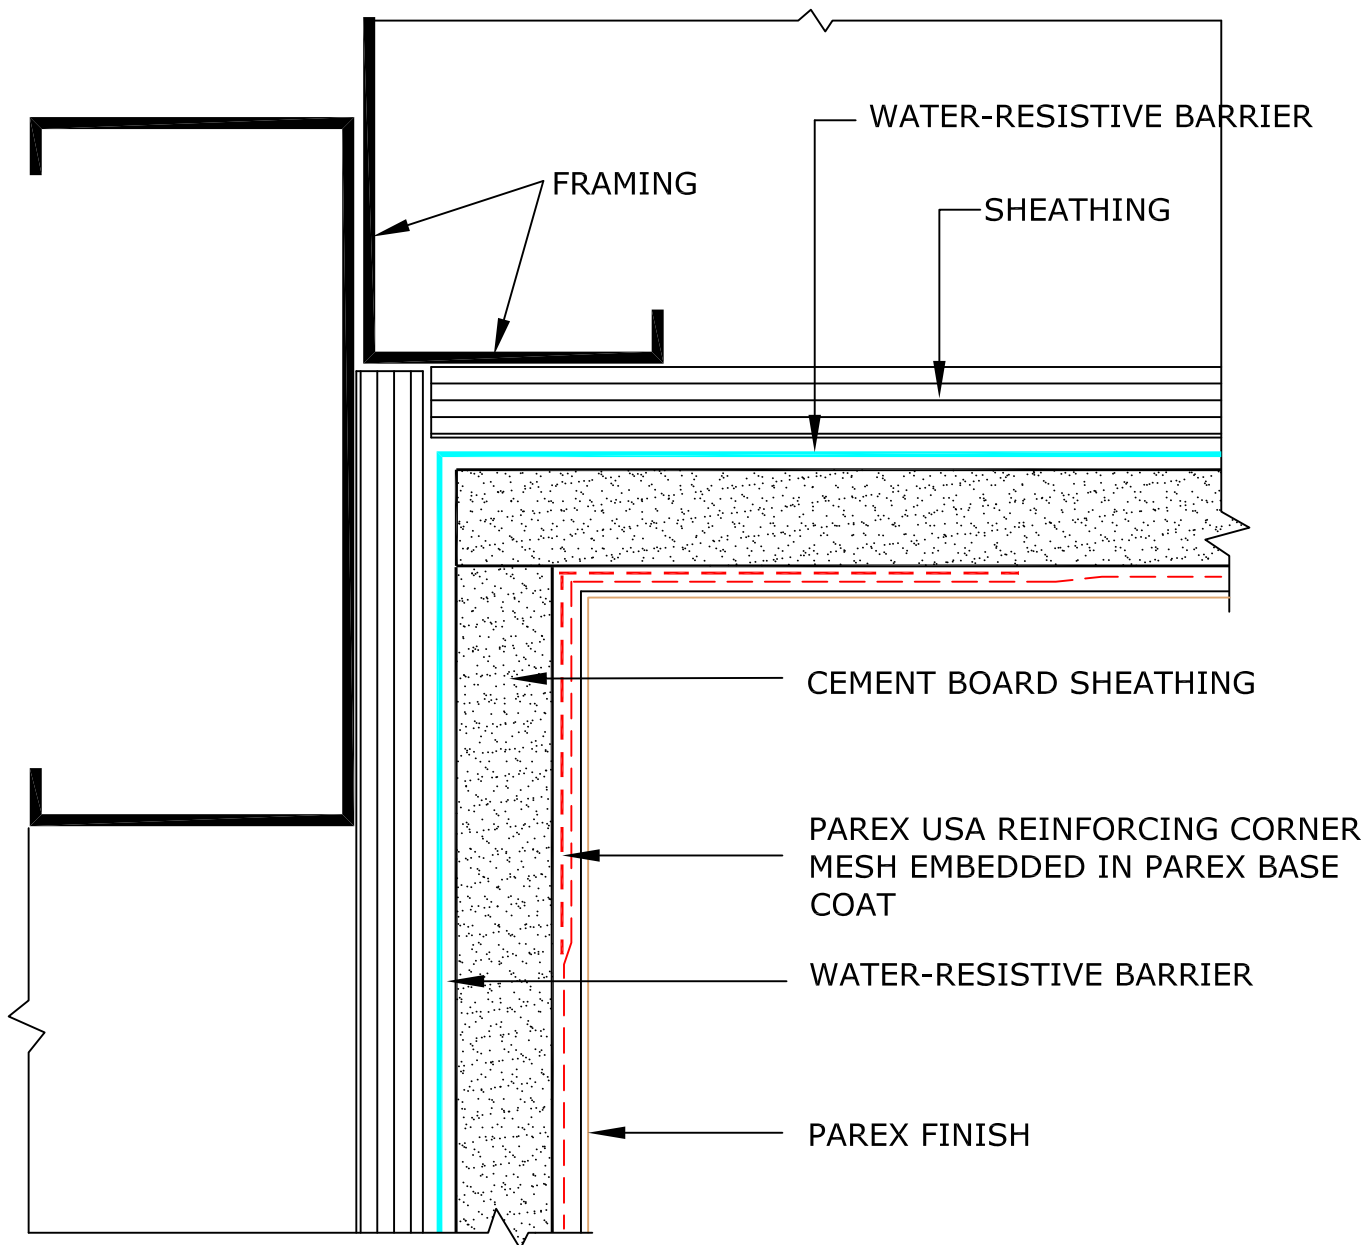 WATER-RESISTIVE BARRIER
FRAMING
SHEATHING
CEMENT BOARD SHEATHING
PAREX USA REINFORCING CORNER
MESH EMBEDDED IN PAREX BASE
COAT
WATER-RESISTIVE BARRIER
PAREX FINISH